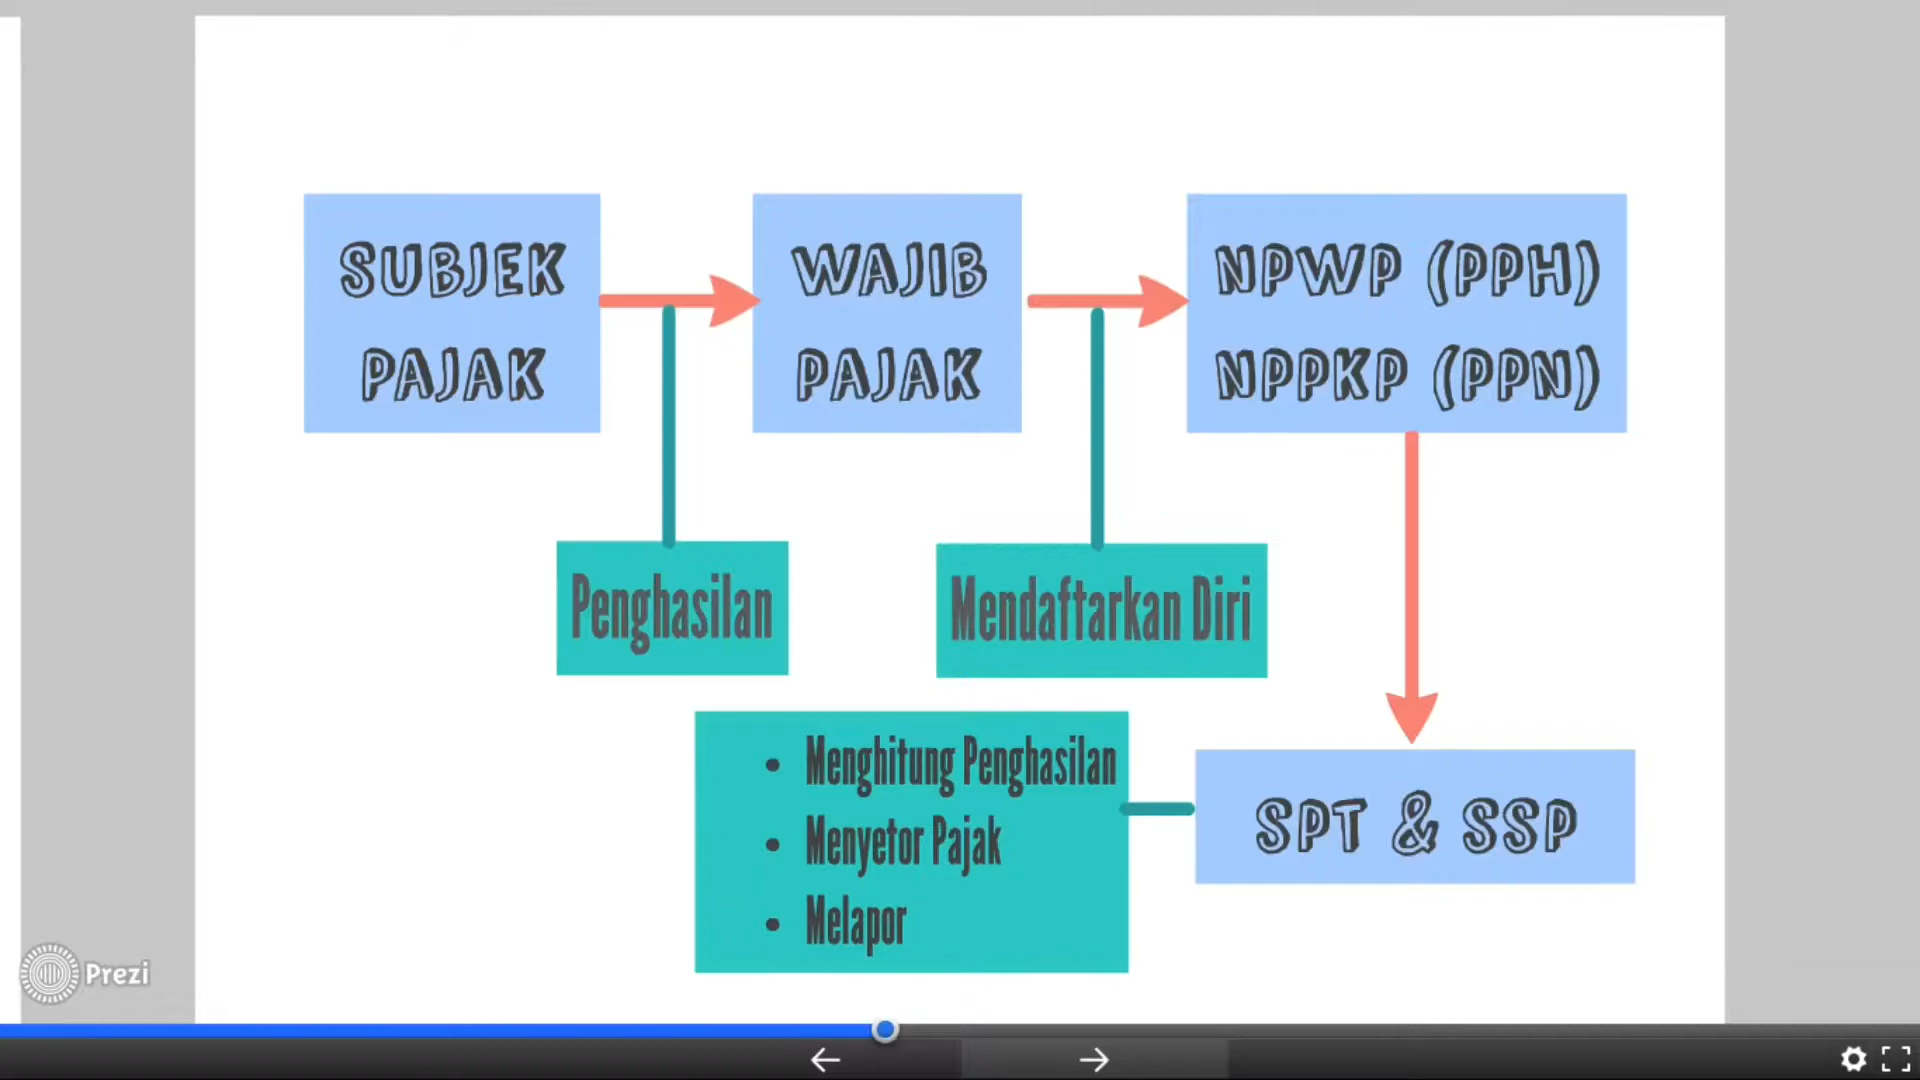 SUBJEK
PAJAK
WAJIB
PAJAK
NPWP (PPH)
NPPKP (PPN)
Penghasilan
Mendaftarkan Diri
• Menghitung Penghasilan
• Menyetor Pajak
• Melapor
SPT & SSP
Prezi